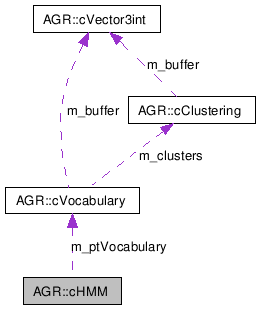 AGR::cVector3int
m_buffer
AGR::cClustering
m_buffer
m_clusters
AGR::cVocabulary
m_ptVocabulary
AGR::cHMM